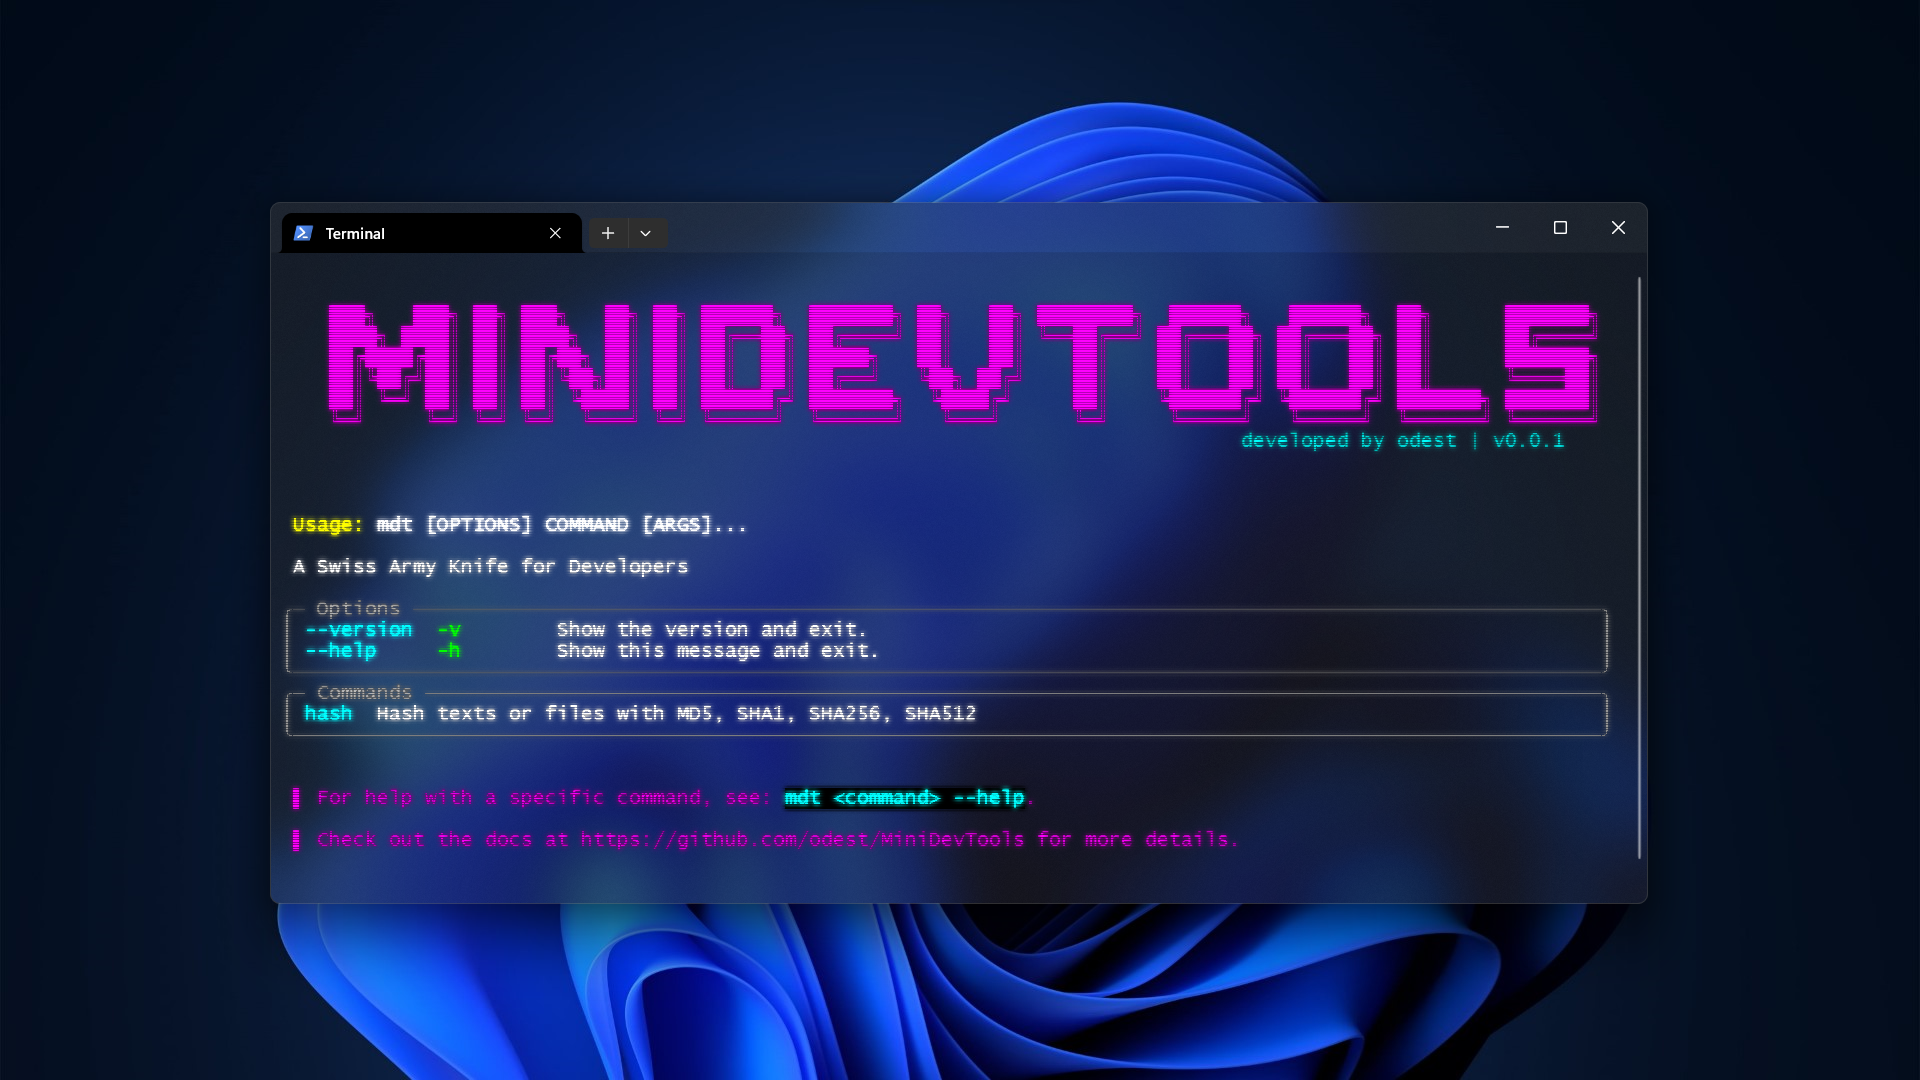 Terminal
MINIDEVTOOLS
developed by odest | v0.0.1
Usage: mdt [OPTIONS] COMMAND [ARGS]...
A Swiss Army Knife for Developers
Options
--version -v Show the version and exit.
--help -h Show this message and exit.
Commands
hash Hash texts or files with MD5, SHA1, SHA256, SHA512
For help with a specific command, see: mdt <command> --help.
Check out the docs at https://github.com/odest/MiniDevTools for more details.